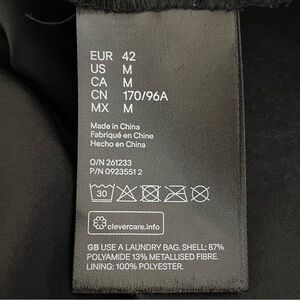 EUR 42
US M
CA M
CN 170/96A
MX M
Made in China
Fabriqué en Chine
Hecho en China
O/N 261233
P/N 0923551 2
30
clevercare.info
GB USE A LAUNDRY BAG. SHELL: 87%
POLYAMIDE 13% METALLISED FIBRE.
LINING: 100% POLYESTER.